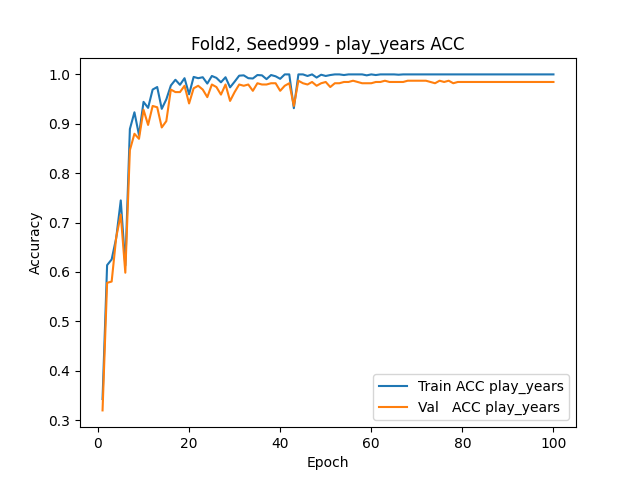 Fold2, Seed999 - play_years ACC
1.0
0.9
0.8
0.7
0.6
0.5
0.4
0.3
Accuracy
0
20
40
60
80
100
Epoch
Train ACC play_years
Val   ACC play_years